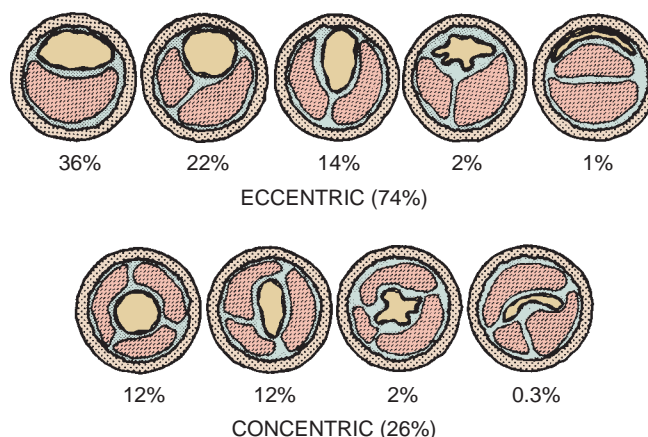 36% 22% 14% 2% 1%
ECCENTRIC (74%)
12% 12% 2% 0.3%
CONCENTRIC (26%)